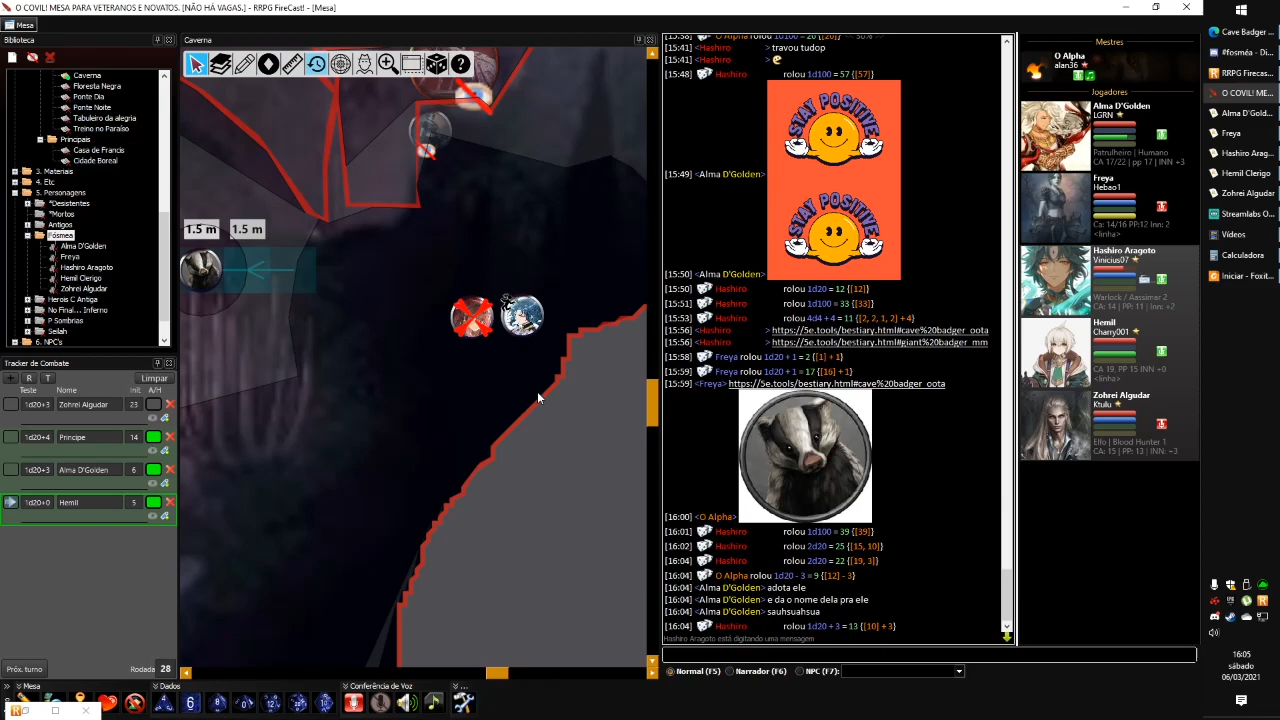 O COVIL! MESA PARA VETERANOS E NOVATOS. [NÃO HÁ VAGAS.] - RRPG FireCast! - [Mesa]
Mesa
Biblioteca
Caverna
Floresta Negra
Ponte Dia
Ponte Noite
Tabuleiro da alegria
Treino no Paraíso
Principais
Casa de Francis
Cidade Boreal
3. Materiais
4. Etc
5. Personagens
*Desistentes
*Mortos
Antigos
Fósmea
Alma D'Golden
Freya
Hashiro Aragoto
Hemil Clerigo
Zohrei Algudar
Herois C Antiga
No Final... Inferno
P Sombrias
Seilah
6. NPC's
Tracker de Combate
R T Limpar
Teste Nome Init A/H
1d20+3 Zohrei Algudar 23
1d20+4 Principe 14
1d20+3 Alma D'Golden 6
1d20+0 Hemil 5
Próx. turno Rodada 28
Caverna
1.5 m 1.5 m
[15:41] <Hashiro > travou tudop
[15:41] <Hashiro >
[15:48] Hashiro rolou 1d100 = 57 {[57]}
STAY POSITIVE
STAY POSITIVE
[15:49] <Alma D'Golden>
[15:50] <Alma D'Golden>
[15:50] Hashiro rolou 1d20 = 12 {[12]}
[15:51] Hashiro rolou 1d100 = 33 {[33]}
[15:53] Hashiro rolou 4d4 + 4 = 11 {[2, 2, 1, 2] + 4}
[15:56] <Hashiro > https://5e.tools/bestiary.html#cave%20badger_oota
[15:56] <Hashiro > https://5e.tools/bestiary.html#giant%20badger_mm
[15:58] Freya rolou 1d20 + 1 = 2 {[1] + 1}
[15:59] Freya rolou 1d20 + 1 = 17 {[16] + 1}
[15:59] <Freya> https://5e.tools/bestiary.html#cave%20badger_oota
[16:00] <O Alpha>
[16:01] Hashiro rolou 1d100 = 39 {[39]}
[16:02] Hashiro rolou 2d20 = 25 {[15, 10]}
[16:04] Hashiro rolou 2d20 = 22 {[19, 3]}
[16:04] O Alpha rolou 1d20 - 3 = 9 {[12] - 3}
[16:04] <Alma D'Golden> adota ele
[16:04] <Alma D'Golden> e da o nome dela pra ele
[16:04] <Alma D'Golden> sauhsuahsua
[16:04] Hashiro rolou 1d20 + 3 = 13 {[10] + 3}
Hashiro Aragoto está digitando uma mensagem
Normal (F5) Narrador (F6) NPC (F7):
Mesa Dados Conferência de Voz ...
Mestres
O Alpha
alan36
Jogadores
Alma D'Golden
LGRN
Patrulheiro | Humano
CA 17/22 | pp 17 | INN +3
Freya
Hebao1
Ca: 14/16 PP:12 Inn: 2
<linha>
Hashiro Aragoto
Vinicius07
Warlock / Aassimar 2
CA: 14 | PP: 11 | Inn: +2
Hemil
Charry001
CA 19, PP 15 INN +0
<linha>
Zohrei Algudar
Ktulu
Elfo | Blood Hunter 1
CA: 15 | PP: 13 | INN: +3
Cave Badger ...
#fosméa - Di...
RRPG Firecas...
O COVIL! ME...
Alma D'Gold...
Freya
Hashiro Arag...
Hemil Clerigo
Zohrei Algudar
Streamlabs O...
Vídeos
Calculadora
Iniciar - Foxit...
16:05
sábado
06/03/2021